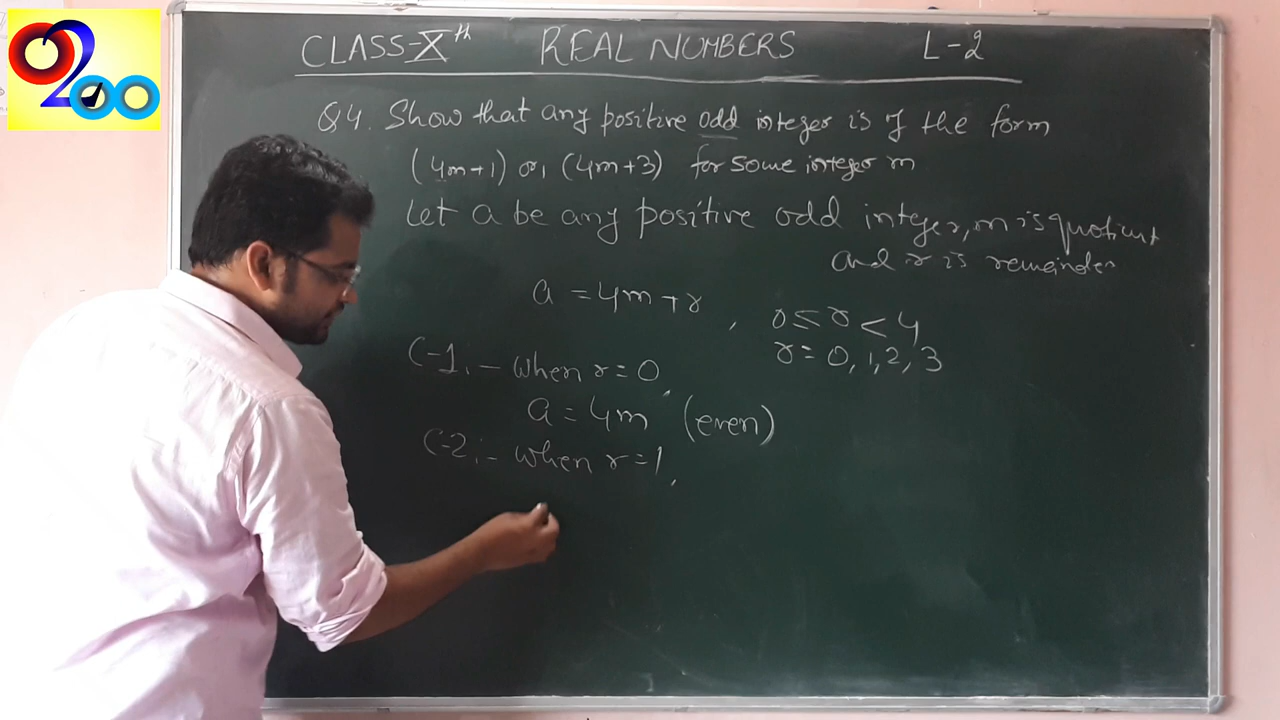 O2OO
CLASS-Xth REAL NUMBERS L-2
Q4. Show that any positive odd integer is of the form
(4m+1) or, (4m+3) for some integer m
Let a be any positive odd integer, m is quotient
and r is remainder
a = 4m+r, 0 ≤ r < 4
r = 0, 1, 2, 3
C-1. - when r = 0,
a = 4m (even)
C-2. - when r = 1,